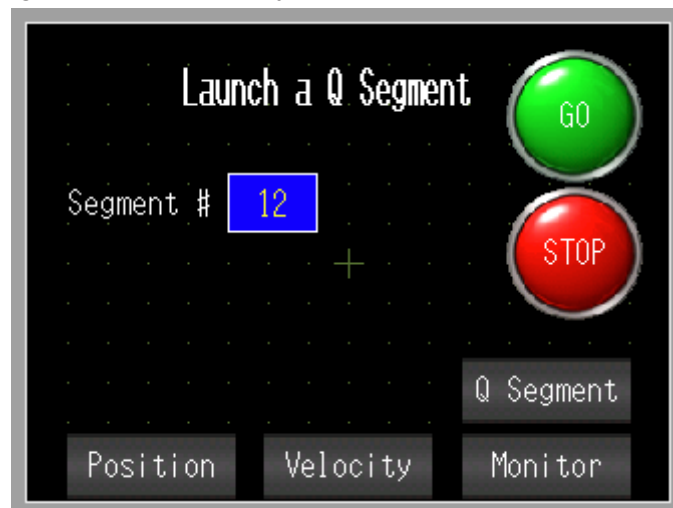 Launch a Q Segment
GO
Segment # 12
STOP
Q Segment
Position
Velocity
Monitor